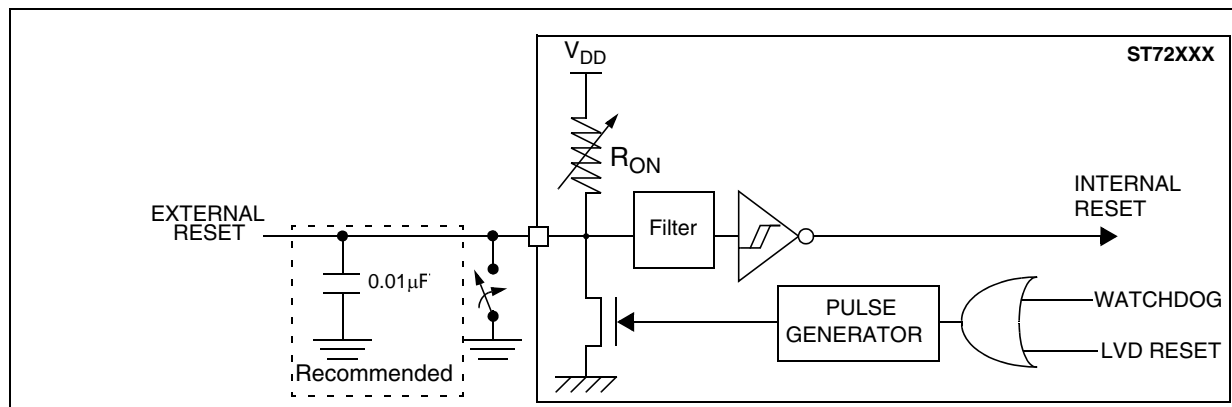 ST72XXX
VDD
RON
INTERNAL
RESET
EXTERNAL
RESET
Filter
0.01μF
WATCHDOG
PULSE
GENERATOR
LVD RESET
Recommended